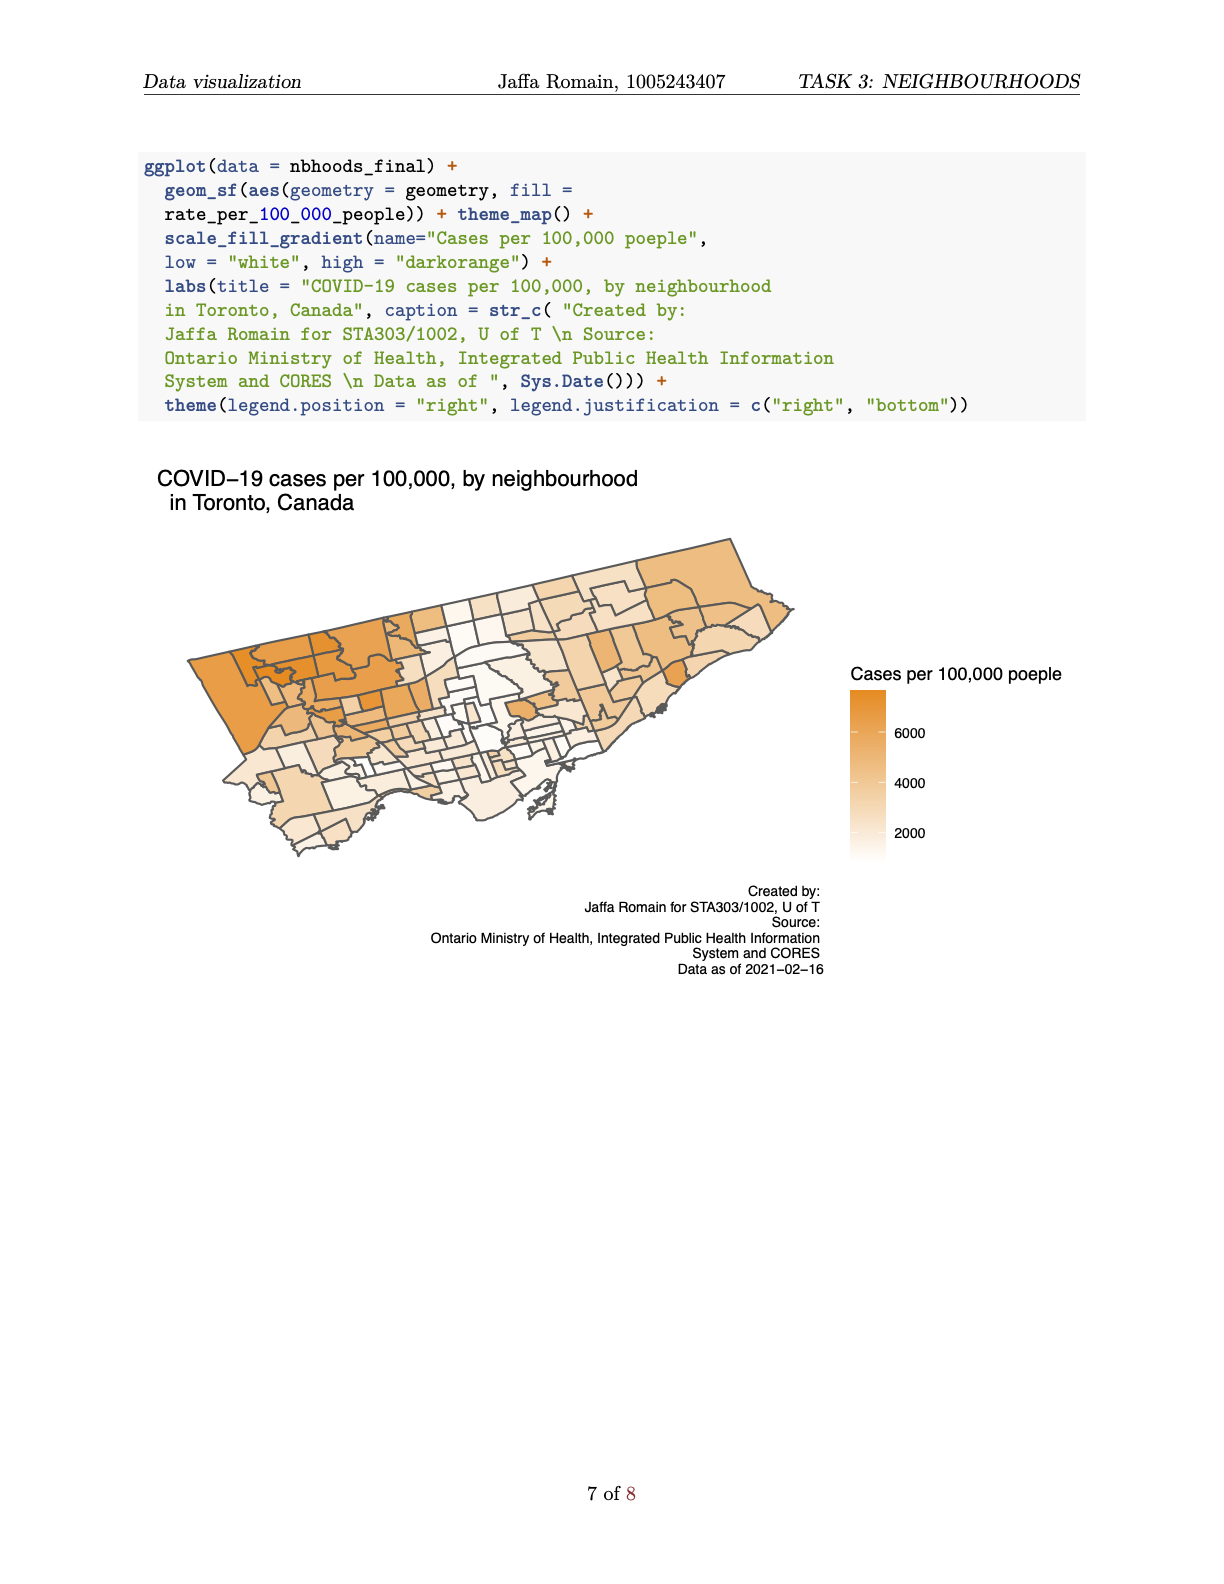 Data visualization Jaffa Romain, 1005243407 TASK 3: NEIGHBOURHOODS
ggplot(data = nbhoods_final) +
geom_sf(aes(geometry = geometry, fill =
rate_per_100_000_people)) + theme_map() +
scale_fill_gradient(name="Cases per 100,000 poeple",
low = "white", high = "darkorange") +
labs(title = "COVID-19 cases per 100,000, by neighbourhood
in Toronto, Canada", caption = str_c( "Created by:
Jaffa Romain for STA303/1002, U of T \n Source:
Ontario Ministry of Health, Integrated Public Health Information
System and CORES \n Data as of ", Sys.Date())) +
theme(legend.position = "right", legend.justification = c("right", "bottom"))
COVID−19 cases per 100,000, by neighbourhood
in Toronto, Canada
Cases per 100,000 poeple
6000
4000
2000
Created by:
Jaffa Romain for STA303/1002, U of T
Source:
Ontario Ministry of Health, Integrated Public Health Information
System and CORES
Data as of 2021−02−16
7 of 8